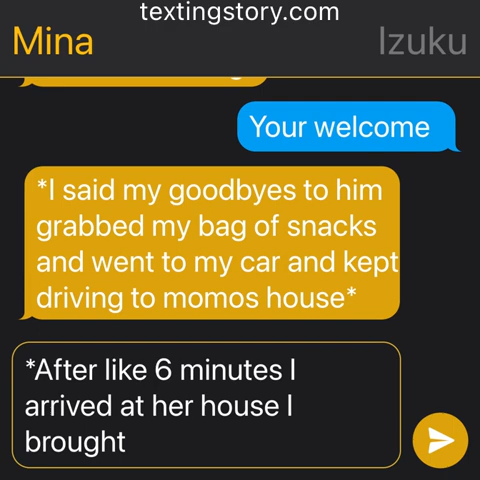 textingstory.com
Mina Izuku
Your welcome
*I said my goodbyes to him
grabbed my bag of snacks
and went to my car and kept
driving to momos house*
*After like 6 minutes I
arrived at her house I
brought